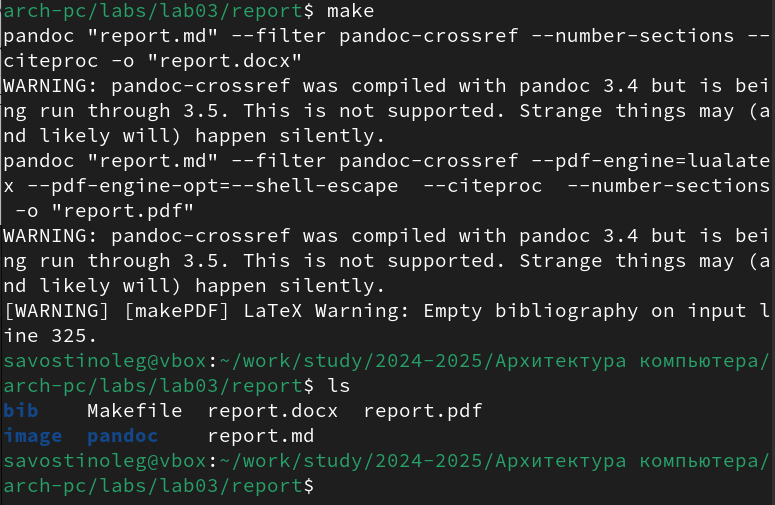 arch-pc/labs/lab03/report$ make
pandoc "report.md" --filter pandoc-crossref --number-sections --
citeproc -o "report.docx"
WARNING: pandoc-crossref was compiled with pandoc 3.4 but is bei
ng run through 3.5. This is not supported. Strange things may (a
nd likely will) happen silently.
pandoc "report.md" --filter pandoc-crossref --pdf-engine=lualate
x --pdf-engine-opt=--shell-escape  --citeproc  --number-sections
 -o "report.pdf"
WARNING: pandoc-crossref was compiled with pandoc 3.4 but is bei
ng run through 3.5. This is not supported. Strange things may (a
nd likely will) happen silently.
[WARNING] [makePDF] LaTeX Warning: Empty bibliography on input l
ine 325.
savostinoleg@vbox:~/work/study/2024-2025/Архитектура компьютера/
arch-pc/labs/lab03/report$ ls
bib    Makefile  report.docx  report.pdf
image  pandoc    report.md
savostinoleg@vbox:~/work/study/2024-2025/Архитектура компьютера/
arch-pc/labs/lab03/report$